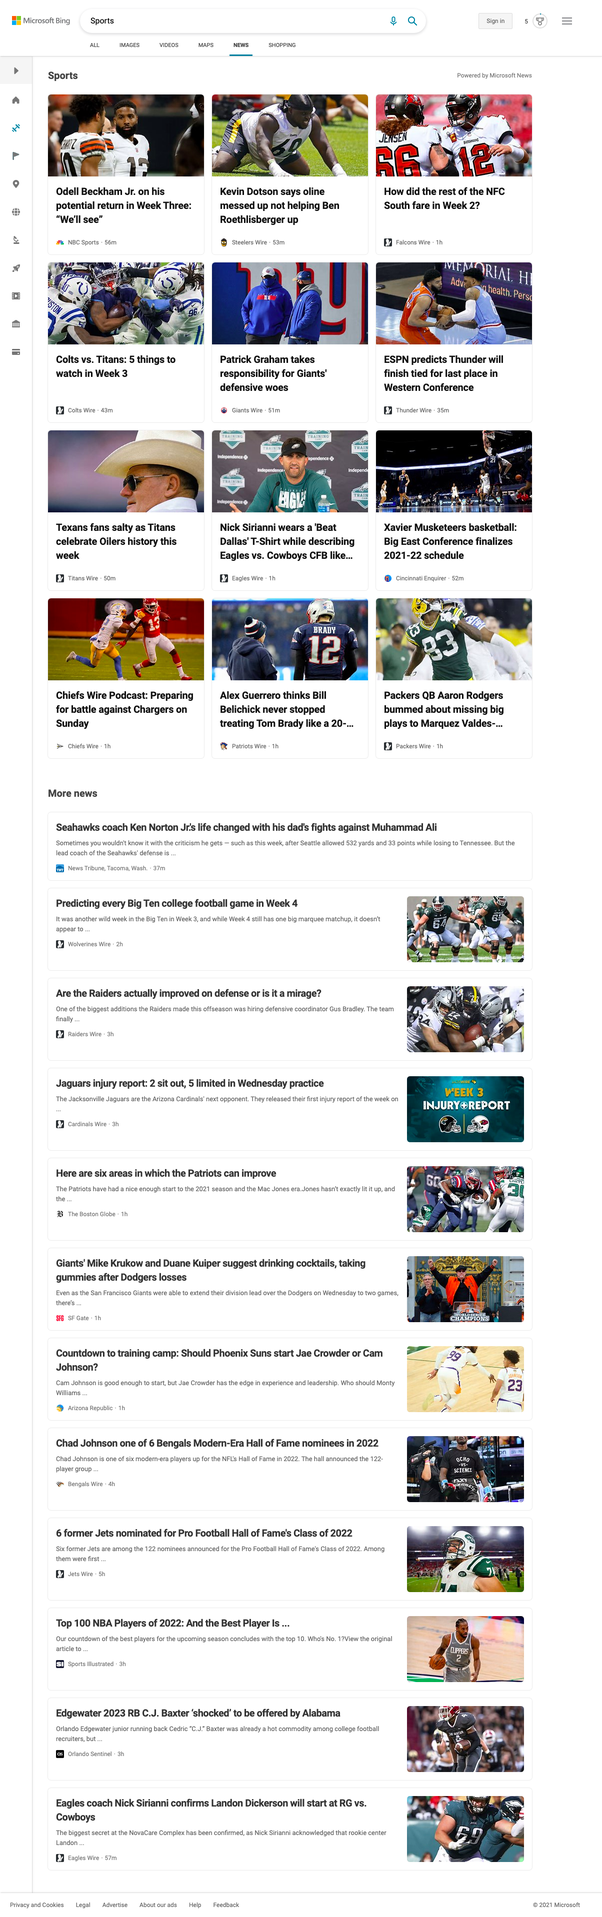 Microsoft Bing
Sports
Sign in
5
ALL IMAGES VIDEOS MAPS NEWS SHOPPING
Sports
Powered by Microsoft News
Odell Beckham Jr. on his
potential return in Week Three:
“We’ll see”
NBC Sports · 56m
Kevin Dotson says oline
messed up not helping Ben
Roethlisberger up
Steelers Wire · 53m
JENSEN
66
12
How did the rest of the NFC
South fare in Week 2?
Falcons Wire · 1h
Colts vs. Titans: 5 things to
watch in Week 3
Colts Wire · 43m
Patrick Graham takes
responsibility for Giants'
defensive woes
Giants Wire · 51m
ESPN predicts Thunder will
finish tied for last place in
Western Conference
Thunder Wire · 35m
Texans fans salty as Titans
celebrate Oilers history this
week
Titans Wire · 50m
EAGLES
Nick Sirianni wears a 'Beat
Dallas' T-Shirt while describing
Eagles vs. Cowboys CFB like...
Eagles Wire · 1h
Xavier Musketeers basketball:
Big East Conference finalizes
2021-22 schedule
Cincinnati Enquirer · 52m
Chiefs Wire Podcast: Preparing
for battle against Chargers on
Sunday
Chiefs Wire · 1h
BRADY
12
Alex Guerrero thinks Bill
Belichick never stopped
treating Tom Brady like a 20-...
Patriots Wire · 1h
83
Packers QB Aaron Rodgers
bummed about missing big
plays to Marquez Valdes-...
Packers Wire · 1h
More news
Seahawks coach Ken Norton Jr.'s life changed with his dad's fights against Muhammad Ali
Sometimes you wouldn't know it with the criticism he gets — such as this week, after Seattle allowed 532 yards and 33 points while losing to Tennessee. But the
lead coach of the Seahawks' defense is ...
News Tribune, Tacoma, Wash. · 37m
Predicting every Big Ten college football game in Week 4
It was another wild week in the Big Ten in Week 3, and while Week 4 still has one big marquee matchup, it doesn't
appear to ...
Wolverines Wire · 2h
Are the Raiders actually improved on defense or is it a mirage?
One of the biggest additions the Raiders made this offseason was hiring defensive coordinator Gus Bradley. The team
finally ...
Raiders Wire · 3h
Jaguars injury report: 2 sit out, 5 limited in Wednesday practice
The Jacksonville Jaguars are the Arizona Cardinals' next opponent. They released their first injury report of the week on
...
Cardinals Wire · 3h
WEEK 3
INJURY+REPORT
Here are six areas in which the Patriots can improve
The Patriots have had a nice enough start to the 2021 season and the Mac Jones era.Jones hasn't exactly lit it up, and
the ...
The Boston Globe · 1h
Giants' Mike Krukow and Duane Kuiper suggest drinking cocktails, taking
gummies after Dodgers losses
Even as the San Francisco Giants were able to extend their division lead over the Dodgers on Wednesday to two games,
there's ...
SF Gate · 1h
CHAMPIONS
Countdown to training camp: Should Phoenix Suns start Jae Crowder or Cam
Johnson?
Cam Johnson is good enough to start, but Jae Crowder has the edge in experience and leadership. Who should Monty
Williams ...
Arizona Republic · 1h
23
Chad Johnson one of 6 Bengals Modern-Era Hall of Fame nominees in 2022
Chad Johnson is one of six modern-era players up for the NFL's Hall of Fame in 2022. The hall announced the 122-
player group ...
Bengals Wire · 4h
OCHO
VS
SCIENCE
6 former Jets nominated for Pro Football Hall of Fame's Class of 2022
Six former Jets are among the 122 nominees announced for the Pro Football Hall of Fame Class of 2022. Among
them were first ...
Jets Wire · 5h
Top 100 NBA Players of 2022: And the Best Player Is ...
Our countdown of the best players for the upcoming season concludes with the top 10. Who's No. 1?View the original
article to ...
Sports Illustrated · 3h
CLIPPERS
2
Edgewater 2023 RB C.J. Baxter ‘shocked’ to be offered by Alabama
Orlando Edgewater junior running back Cedric “C.J.” Baxter was already a hot commodity among college football
recruiters, but ...
Orlando Sentinel · 3h
Eagles coach Nick Sirianni confirms Landon Dickerson will start at RG vs.
Cowboys
The biggest secret at the NovaCare Complex has been confirmed, as Nick Sirianni acknowledged that rookie center
Landon ...
Eagles Wire · 57m
69
Privacy and Cookies Legal Advertise About our ads Help Feedback
© 2021 Microsoft